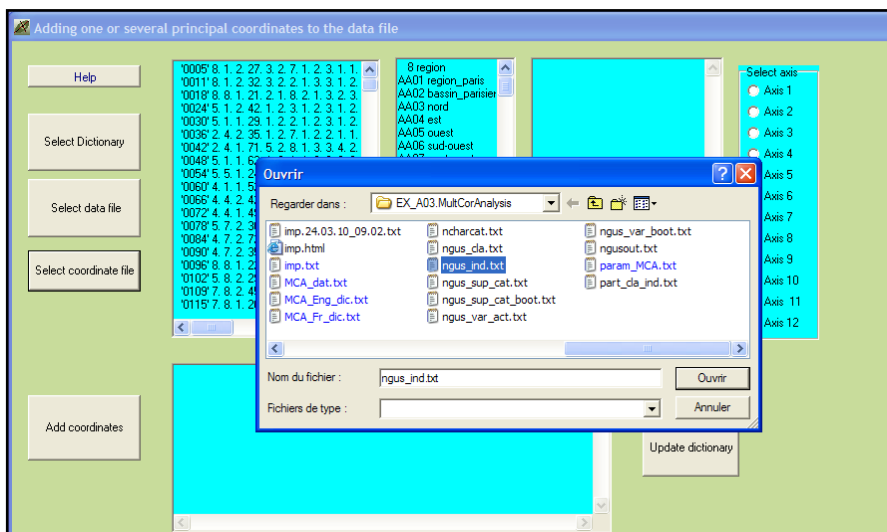 Adding one or several principal coordinates to the data file
Help
Select Dictionary
Select data file
Select coordinate file
Add coordinates
'0005' 8. 1. 2. 27. 3. 2. 7. 1. 2. 3. 1. 1.
'0011' 8. 1. 2. 32. 3. 2. 2. 1. 3. 3. 1. 2.
'0018' 8. 8. 1. 21. 2. 1. 8. 2. 1. 3. 2. 3.
'0024' 5. 1. 2. 42. 1. 2. 3. 1. 2. 3. 1. 2.
'0030' 5. 1. 1. 29. 1. 2. 2. 1. 2. 3. 1. 2.
'0036' 2. 4. 2. 35. 1. 2. 7. 1. 2. 2. 1. 1.
'0042' 2. 4. 1. 71. 5. 2. 8. 1. 3. 3. 4. 2.
'0048' 5. 1. 1.
'0054' 5. 5. 1.
'0060' 4. 1. 1.
'0066' 4. 4. 2.
'0072' 4. 4. 1.
'0078' 5. 7. 2.
'0084' 4. 7. 2.
'0090' 4. 7. 2.
'0096' 8. 8. 1.
'0102' 5. 8. 2.
'0109' 7. 8. 2.
'0115' 7. 8. 1.
8 region
AA01 region_paris
AA02 bassin_parisier
AA03 nord
AA04 est
AA05 ouest
AA06 sud-ouest
Select axis
Axis 1
Axis 2
Axis 3
Axis 4
Axis 5
Axis 6
Axis 7
Axis 8
Axis 9
Axis 10
Axis 11
Axis 12
Ouvrir
Regarder dans :
EX_A03.MultCorAnalysis
imp.24.03.10_09.02.txt
imp.html
imp.txt
MCA_dat.txt
MCA_Eng_dic.txt
MCA_Fr_dic.txt
ncharcat.txt
ngus_cla.txt
ngus_ind.txt
ngus_sup_cat.txt
ngus_sup_cat_boot.txt
ngus_var_act.txt
ngus_var_boot.txt
ngusout.txt
param_MCA.txt
part_cla_ind.txt
Nom du fichier :
ngus_ind.txt
Ouvrir
Fichiers de type :
Annuler
Update dictionary